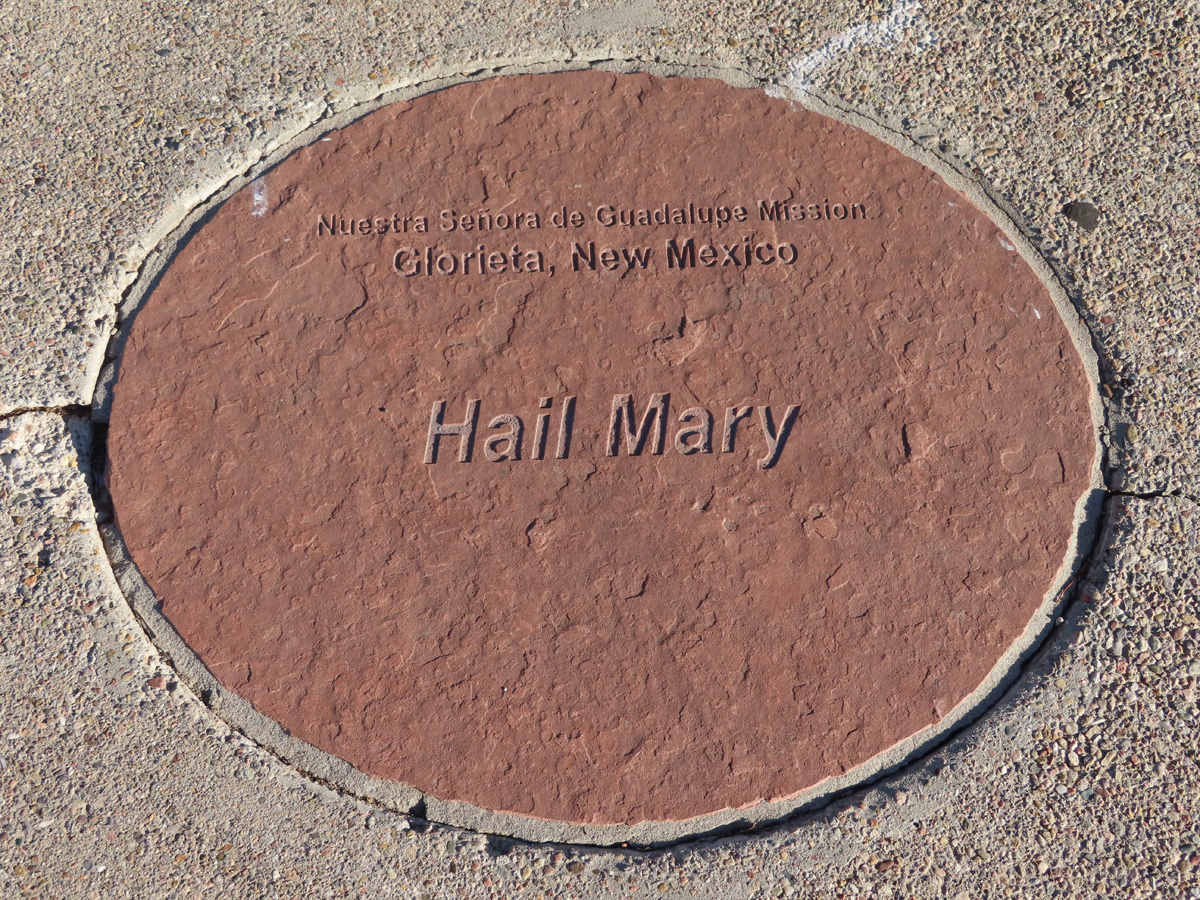 Nuestra Señora de Guadalupe Mission
Glorieta, New Mexico
Hail Mary